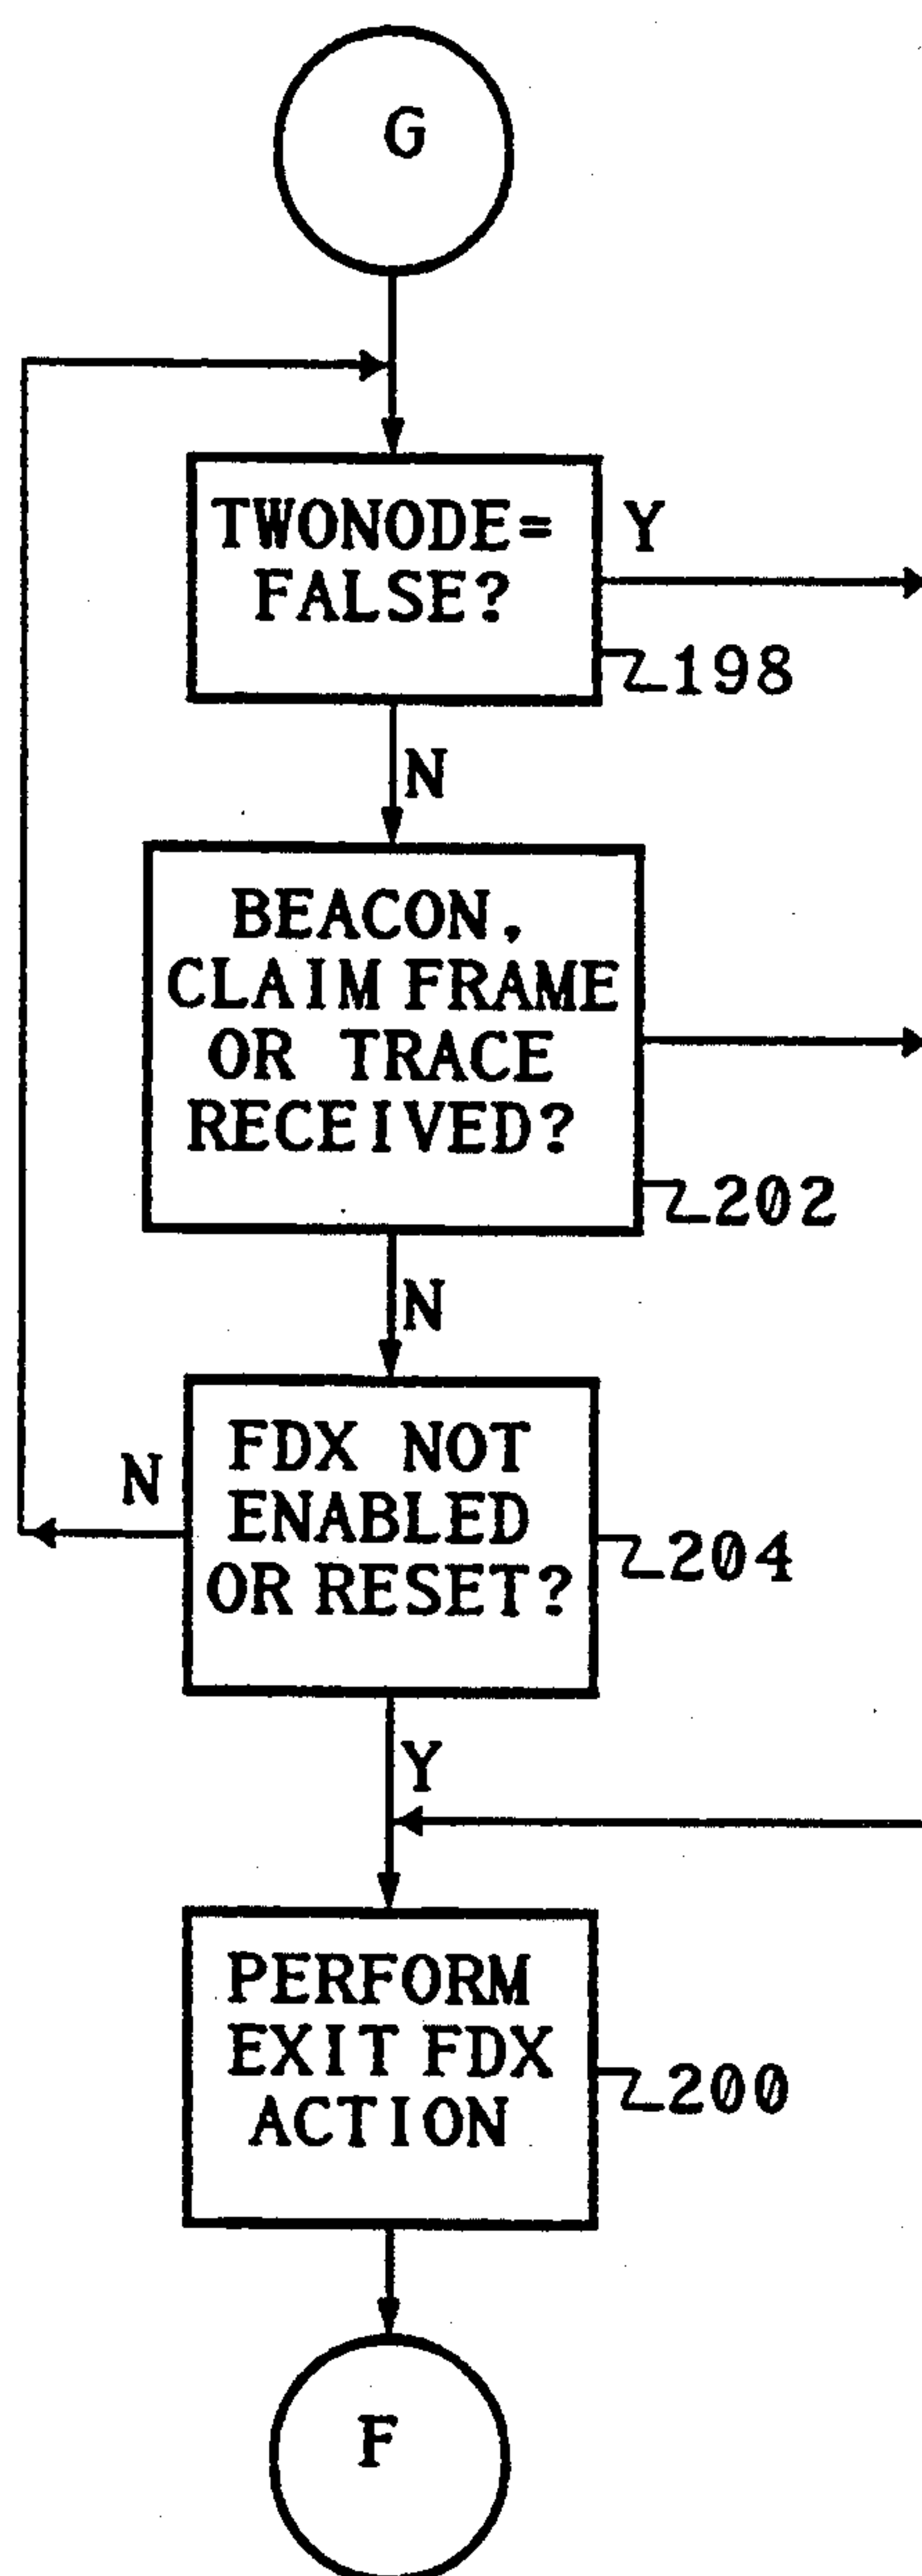 G
TWONODE=
FALSE?
Y
198
N
BEACON,
CLAIM FRAME
OR TRACE
RECEIVED?
202
N
FDX NOT
ENABLED
OR RESET?
N
204
Y
PERFORM
EXIT FDX
ACTION
200
F